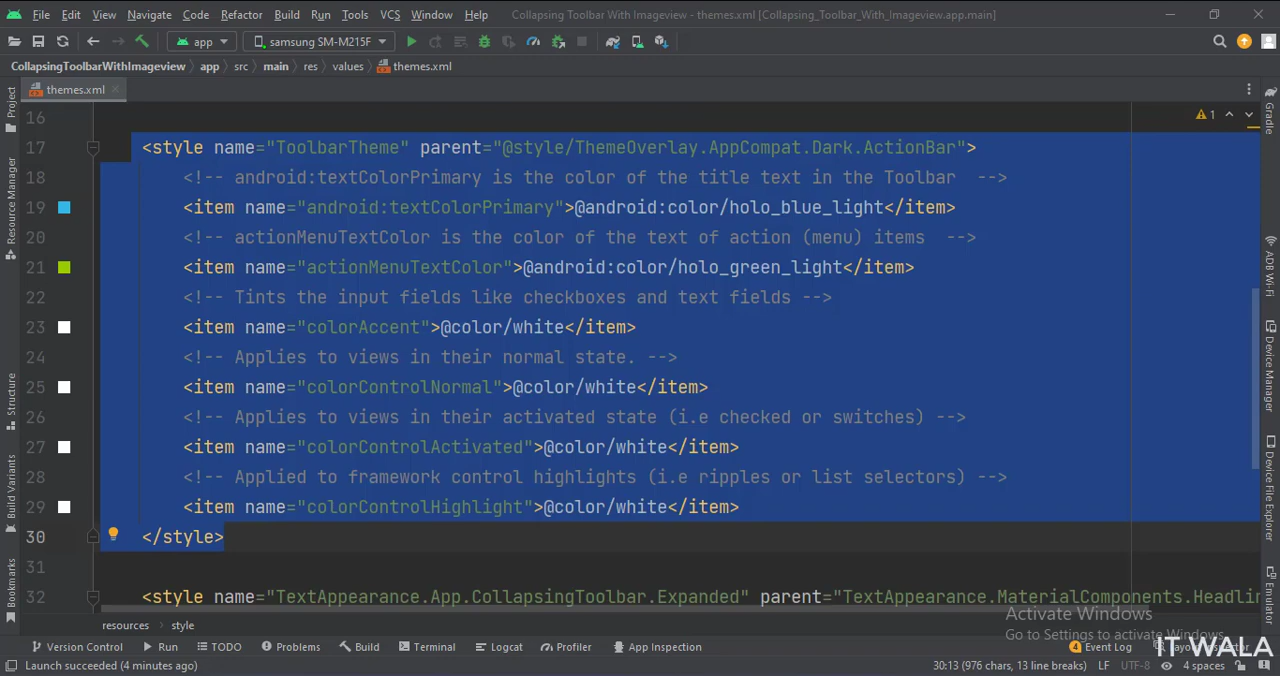 File Edit View Navigate Code Refactor Build Run Tools VCS Window Help Collapsing Toolbar With Imageview - themes.xml [Collapsing_Toolbar_With_Imageview.app.main]
app samsung SM-M215F
CollapsingToolbarWithImageview app src main res values themes.xml
themes.xml
Project
Resource Manager
Structure
Build Variants
Bookmarks
16 1
17 <style name="ToolbarTheme" parent="@style/ThemeOverlay.AppCompat.Dark.ActionBar">
18 <!-- android:textColorPrimary is the color of the title text in the Toolbar -->
19 <item name="android:textColorPrimary">@android:color/holo_blue_light</item>
20 <!-- actionMenuTextColor is the color of the text of action (menu) items -->
21 <item name="actionMenuTextColor">@android:color/holo_green_light</item>
22 <!-- Tints the input fields like checkboxes and text fields -->
23 <item name="colorAccent">@color/white</item>
24 <!-- Applies to views in their normal state. -->
25 <item name="colorControlNormal">@color/white</item>
26 <!-- Applies to views in their activated state (i.e checked or switches) -->
27 <item name="colorControlActivated">@color/white</item>
28 <!-- Applied to framework control highlights (i.e ripples or list selectors) -->
29 <item name="colorControlHighlight">@color/white</item>
30 </style>
31
32 <style name="TextAppearance.App.CollapsingToolbar.Expanded" parent="TextAppearance.MaterialComponents.Headlin
Gradle
ADB Wi-Fi
Device Manager
Device File Explorer
Emulator
Activate Windows
Go to Settings to activate Windows.
resources style
Version Control Run TODO Problems Build Terminal Logcat Profiler App Inspection 4 Event Log Layout Inspector
IT WALA
Launch succeeded (4 minutes ago) 30:13 (976 chars, 13 line breaks) LF UTF-8 4 spaces